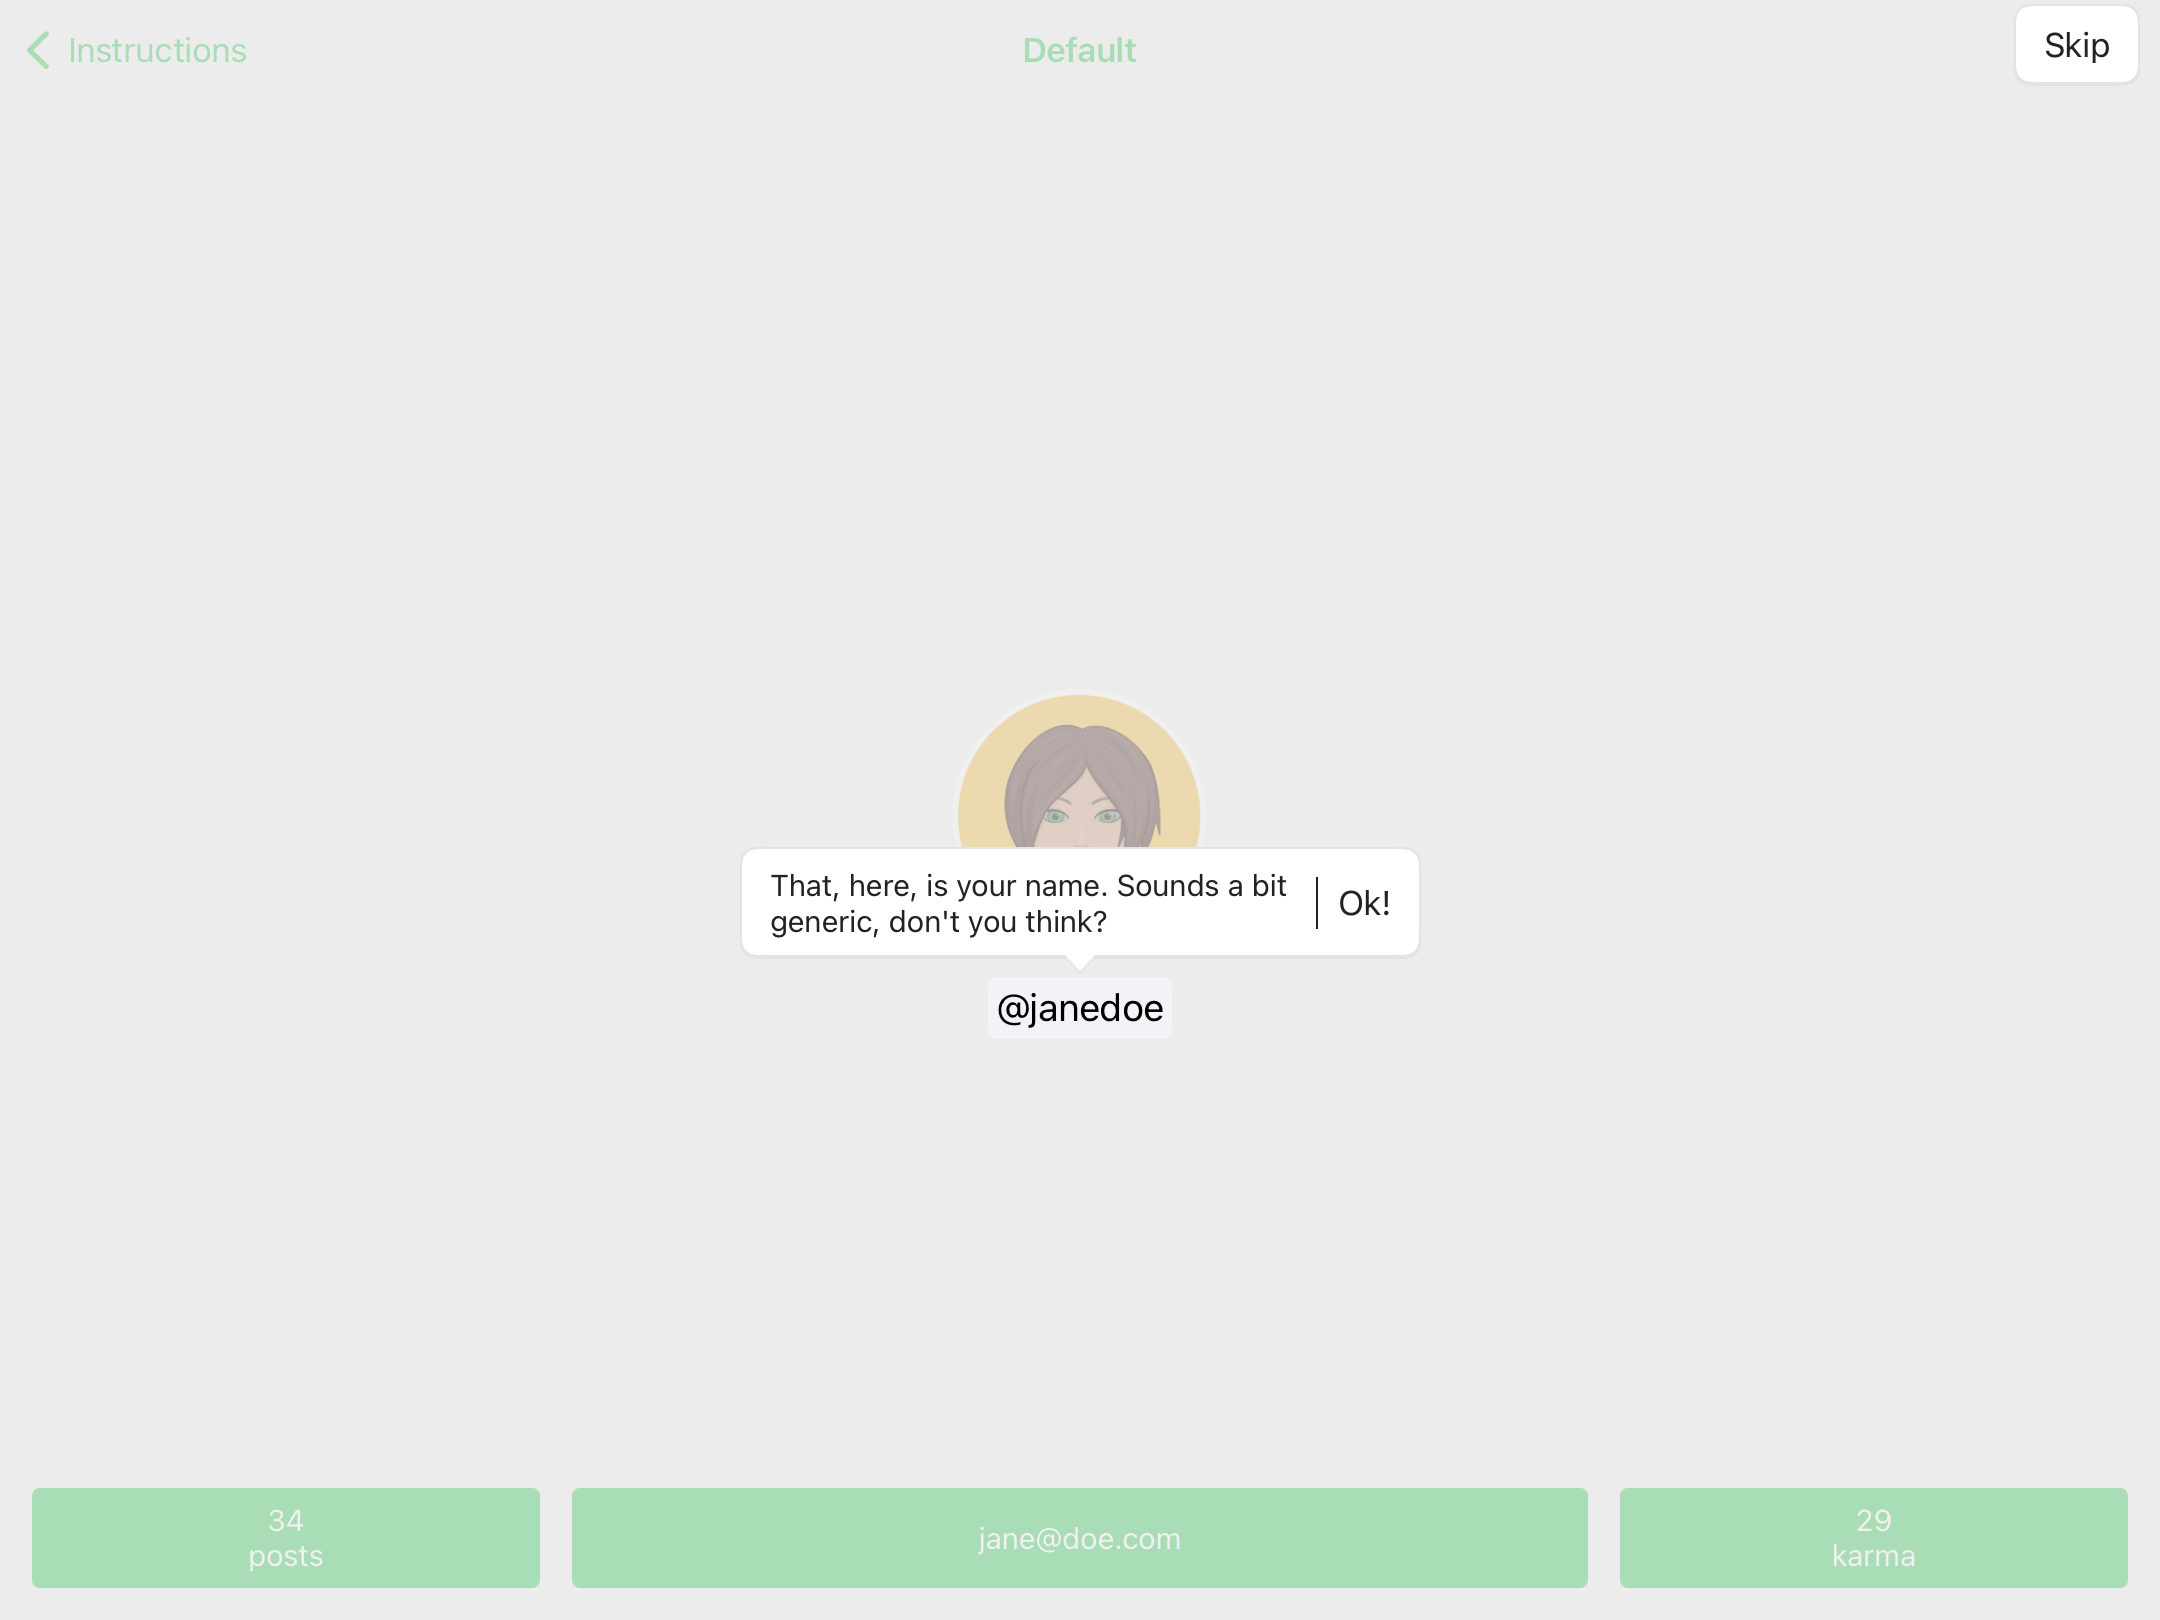 Instructions
Default
Skip
That, here, is your name. Sounds a bit
generic, don't you think?
Ok!
@janedoe
34
posts
jane@doe.com
29
karma